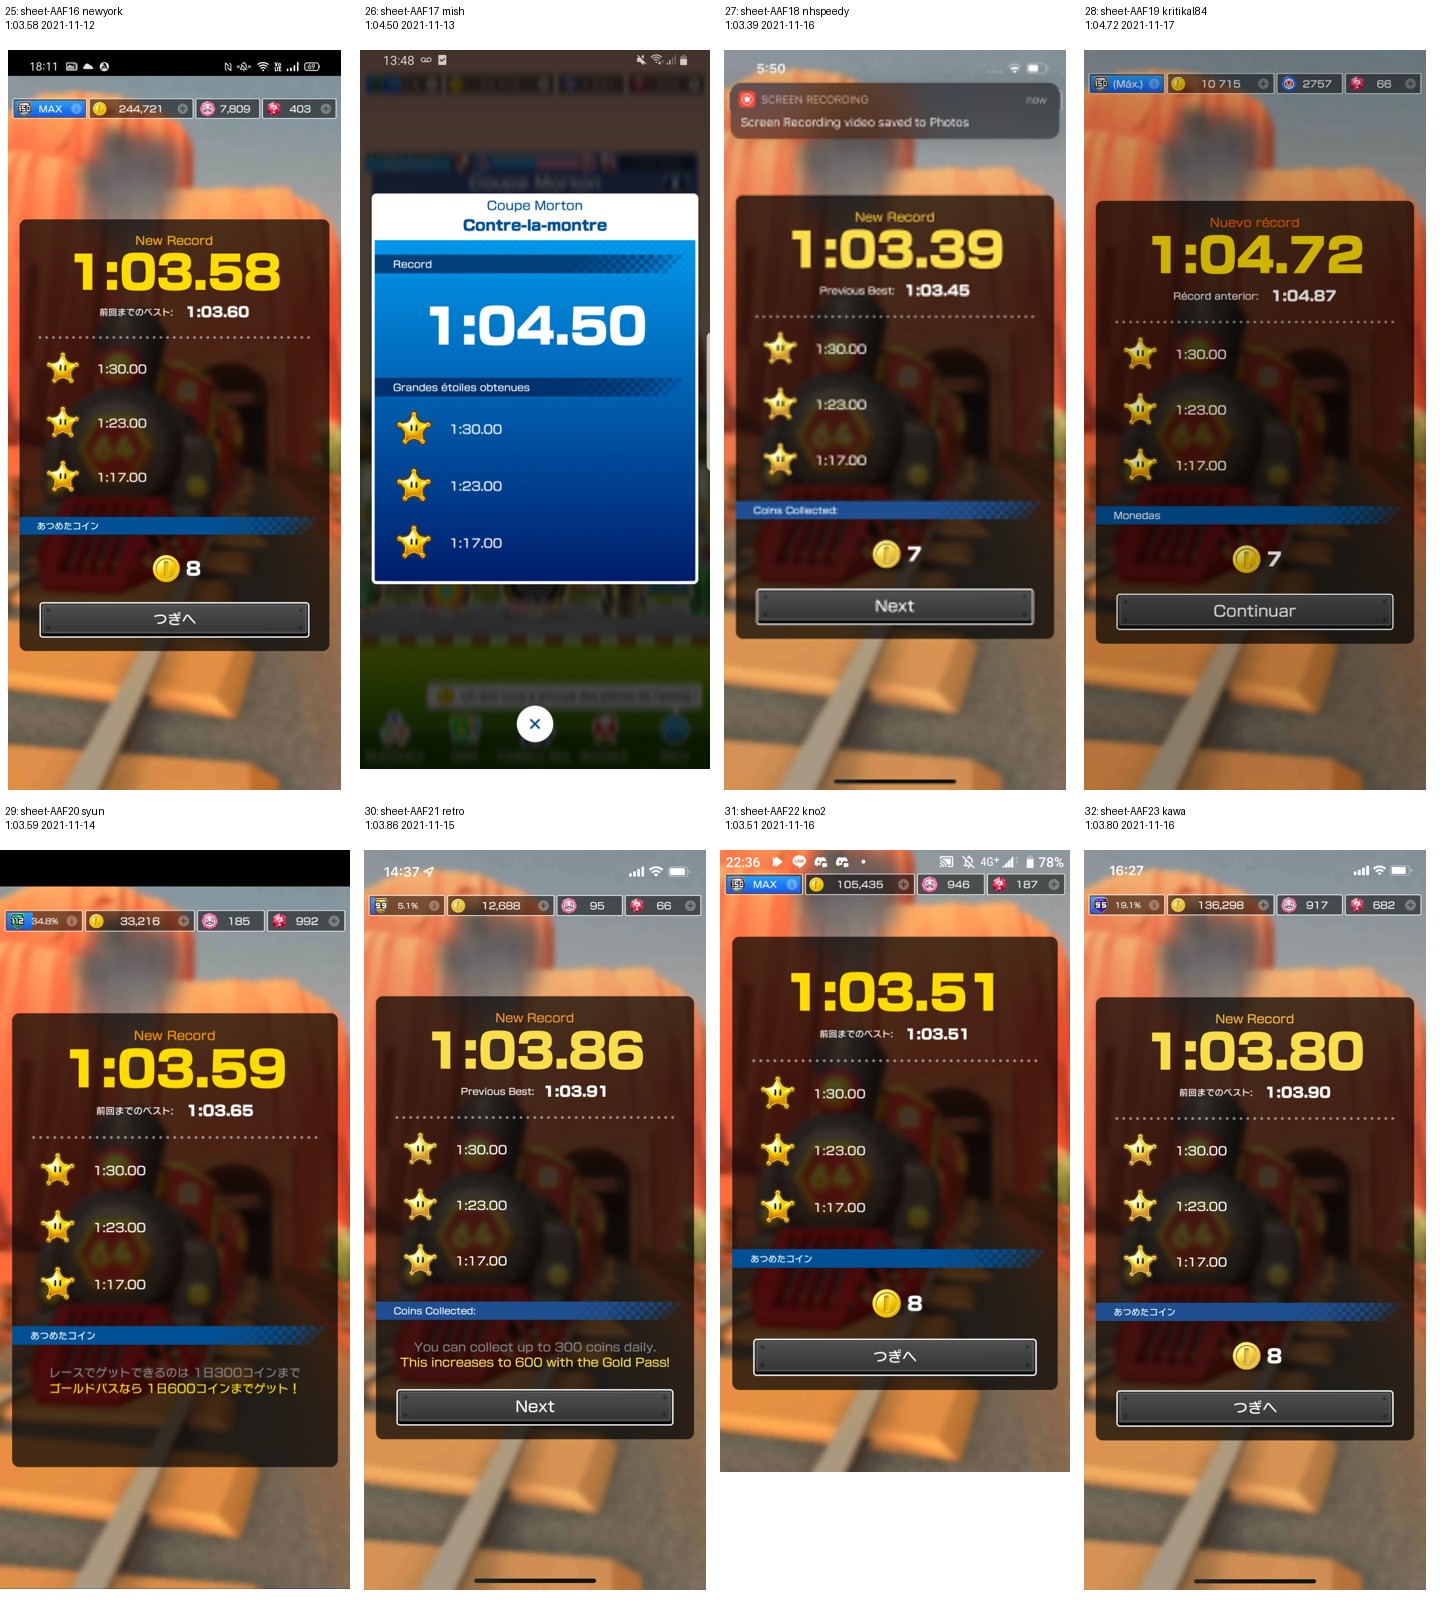 25: sheet-AAF16 newyork
1:03.58 2021-11-12
18:11
69
150 MAX
244,721
7,809
403
New Record
1:03.58
前回までのベスト: 1:03.60
1:30.00
1:23.00
1:17.00
あつめたコイン
8
つぎへ
26: sheet-AAF17 mish
1:04.50 2021-11-13
13:48
Coupe Morton
Coupe Morton
Contre-la-montre
Record
1:04.50
Grandes étoiles obtenues
1:30.00
1:23.00
1:17.00
27: sheet-AAF18 nhspeedy
1:03.39 2021-11-16
5:50
SCREEN RECORDING
now
Screen Recording video saved to Photos
New Record
1:03.39
Previous Best: 1:03.45
1:30.00
1:23.00
1:17.00
Coins Collected:
7
Next
28: sheet-AAF19 kritikal84
1:04.72 2021-11-17
150 (Máx.)
10 715
2757
66
Nuevo récord
1:04.72
Récord anterior: 1:04.87
1:30.00
1:23.00
1:17.00
Monedas
7
Continuar
29: sheet-AAF20 syun
1:03.59 2021-11-14
112 34.8%
33,216
185
992
New Record
1:03.59
前回までのベスト: 1:03.65
1:30.00
1:23.00
1:17.00
あつめたコイン
レースでゲットできるのは 1日300コインまで
ゴールドパスなら 1日600コインまでゲット！
30: sheet-AAF21 retro
1:03.86 2021-11-15
14:37
99 5.1%
12,688
95
66
New Record
1:03.86
Previous Best: 1:03.91
1:30.00
1:23.00
1:17.00
Coins Collected:
You can collect up to 300 coins daily.
This increases to 600 with the Gold Pass!
Next
31: sheet-AAF22 kno2
1:03.51 2021-11-16
22:36
4G+
78%
150 MAX
105,435
946
187
1:03.51
前回までのベスト: 1:03.51
1:30.00
1:23.00
1:17.00
あつめたコイン
8
つぎへ
32: sheet-AAF23 kawa
1:03.80 2021-11-16
16:27
95 19.1%
136,298
917
682
New Record
1:03.80
前回までのベスト: 1:03.90
1:30.00
1:23.00
1:17.00
あつめたコイン
8
つぎへ